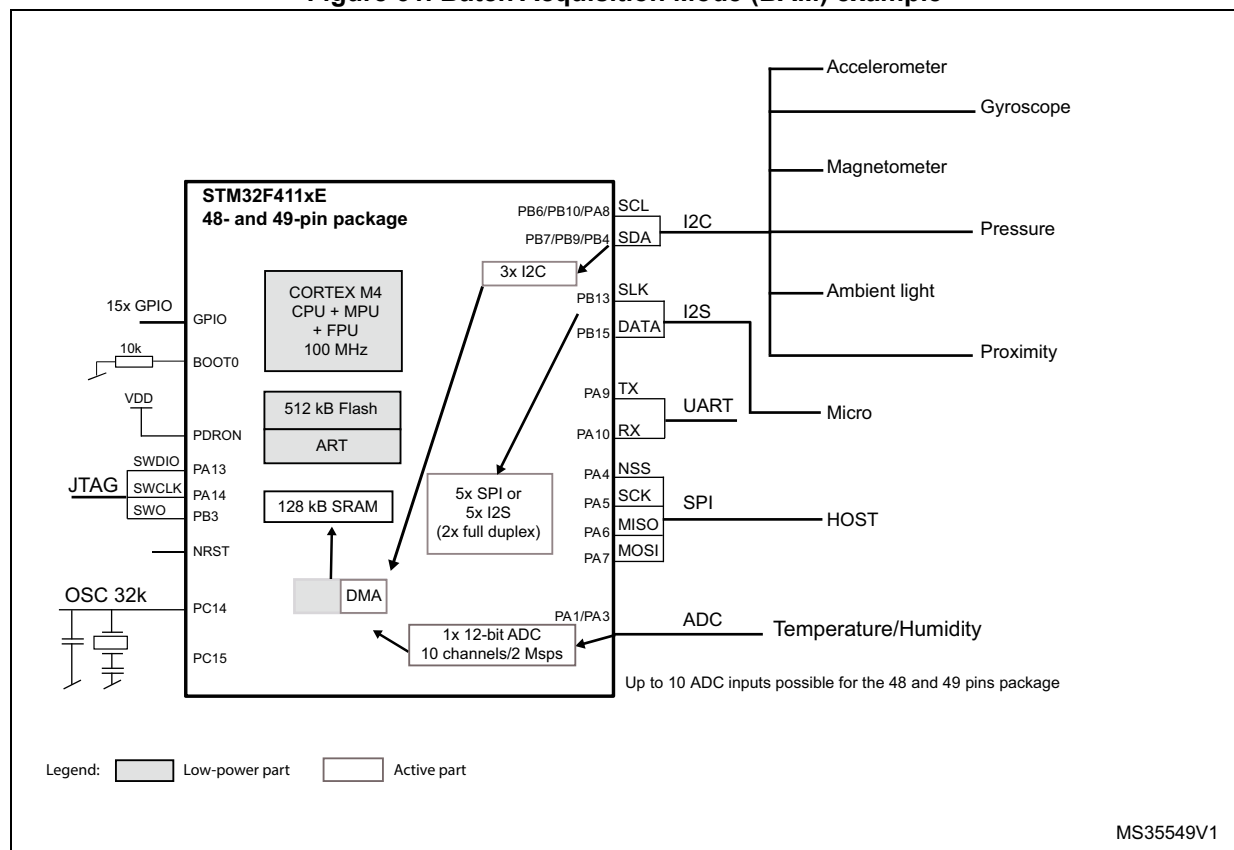 STM32F411xE
48- and 49-pin package
CORTEX M4
CPU + MPU
+ FPU
100 MHz
512 kB Flash
ART
128 kB SRAM
DMA
3x I2C
5x SPI or
5x I2S
(2x full duplex)
1x 12-bit ADC
10 channels/2 Msps
15x GPIO
GPIO
10k
BOOT0
VDD
PDRON
JTAG
SWDIO
PA13
SWCLK
PA14
SWO
PB3
NRST
OSC 32k
PC14
PC15
PB6/PB10/PA8
SCL
PB7/PB9/PB4
SDA
I2C
Accelerometer
Gyroscope
Magnetometer
Pressure
Ambient light
Proximity
PB13
SLK
PB15
DATA
I2S
Micro
PA9
TX
PA10
RX
UART
PA4
NSS
PA5
SCK
PA6
MISO
PA7
MOSI
SPI
HOST
PA1/PA3
ADC
Temperature/Humidity
Up to 10 ADC inputs possible for the 48 and 49 pins package
Legend:
Low-power part
Active part
MS35549V1